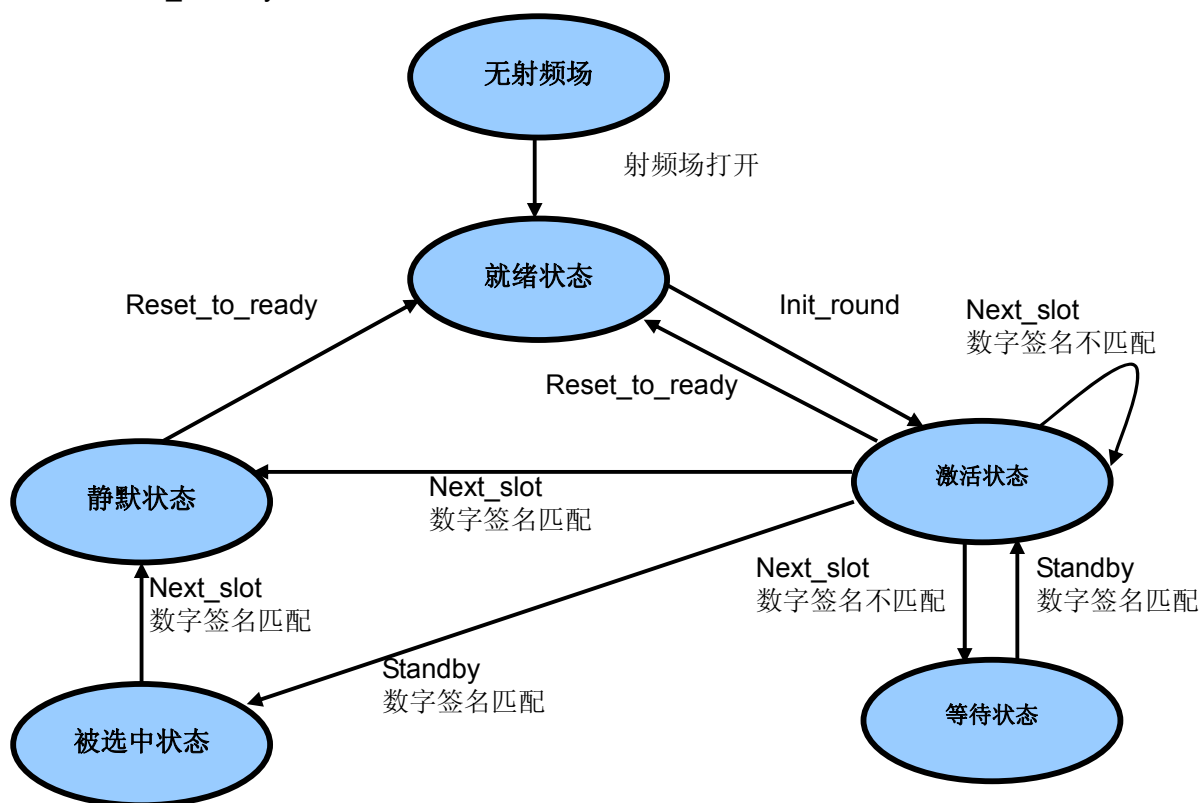 无射频场
射频场打开
就绪状态
Reset_to_ready
Init_round
Next_slot
数字签名不匹配
Reset_to_ready
激活状态
静默状态
Next_slot
数字签名匹配
Next_slot
数字签名不匹配
Standby
数字签名匹配
Next_slot
数字签名匹配
Standby
数字签名匹配
等待状态
被选中状态